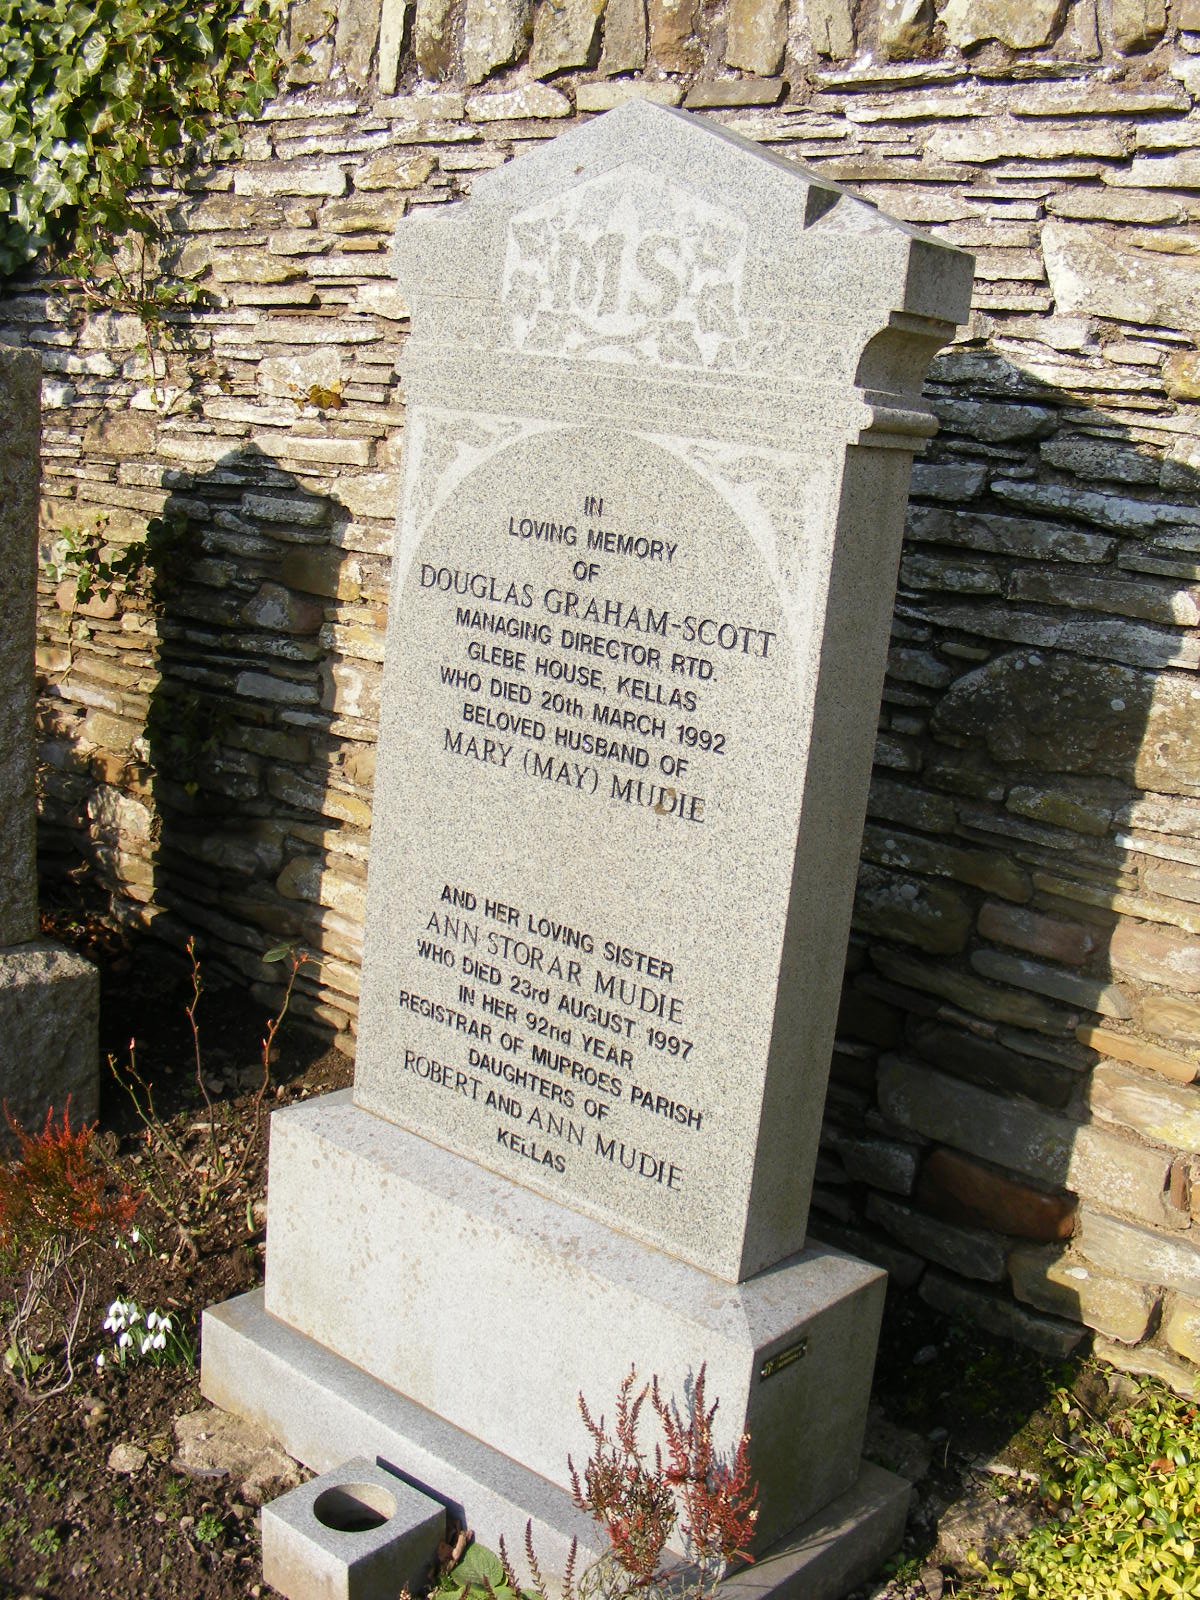 MS
IN
LOVING MEMORY
OF
DOUGLAS GRAHAM-SCOTT
MANAGING DIRECTOR RTD.
GLEBE HOUSE, KELLAS
WHO DIED 20th MARCH 1992
BELOVED HUSBAND OF
MARY (MAY) MUDIE
AND HER LOVING SISTER
ANN STORAR MUDIE
WHO DIED 23rd AUGUST 1997
IN HER 92nd YEAR
REGISTRAR OF MUPROES PARISH
DAUGHTERS OF
ROBERT AND ANN MUDIE
KELLAS